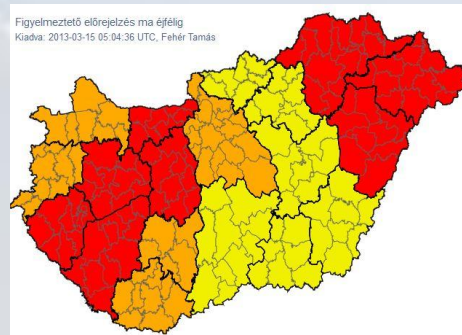 Figyelmeztető előrejelzés ma éjfélig
Kiadva: 2013-03-15 05:04:36 UTC, Fehér Tamás